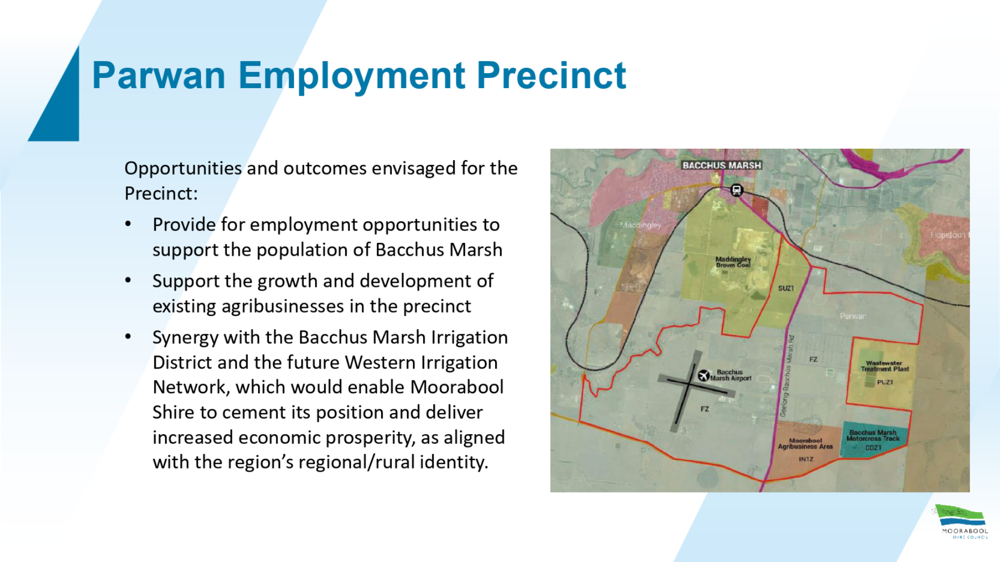 Parwan Employment Precinct
Opportunities and outcomes envisaged for the
Precinct:
• Provide for employment opportunities to
support the population of Bacchus Marsh
• Support the growth and development of
existing agribusinesses in the precinct
• Synergy with the Bacchus Marsh Irrigation
District and the future Western Irrigation
Network, which would enable Moorabool
Shire to cement its position and deliver
increased economic prosperity, as aligned
with the region’s regional/rural identity.
BACCHUS MARSH
Maddingley
Hopetoun
Maddingley
Brown Coal
SUZ1
Parwan
Geelong-Bacchus Marsh Rd
FZ
Wastewater
Treatment Plant
PUZ1
Bacchus
Marsh Airport
FZ
Moorabool
Agribusiness Area
IN1Z
Bacchus Marsh
Motorcross Track
CDZ1
MOORABOOL
SHIRE COUNCIL